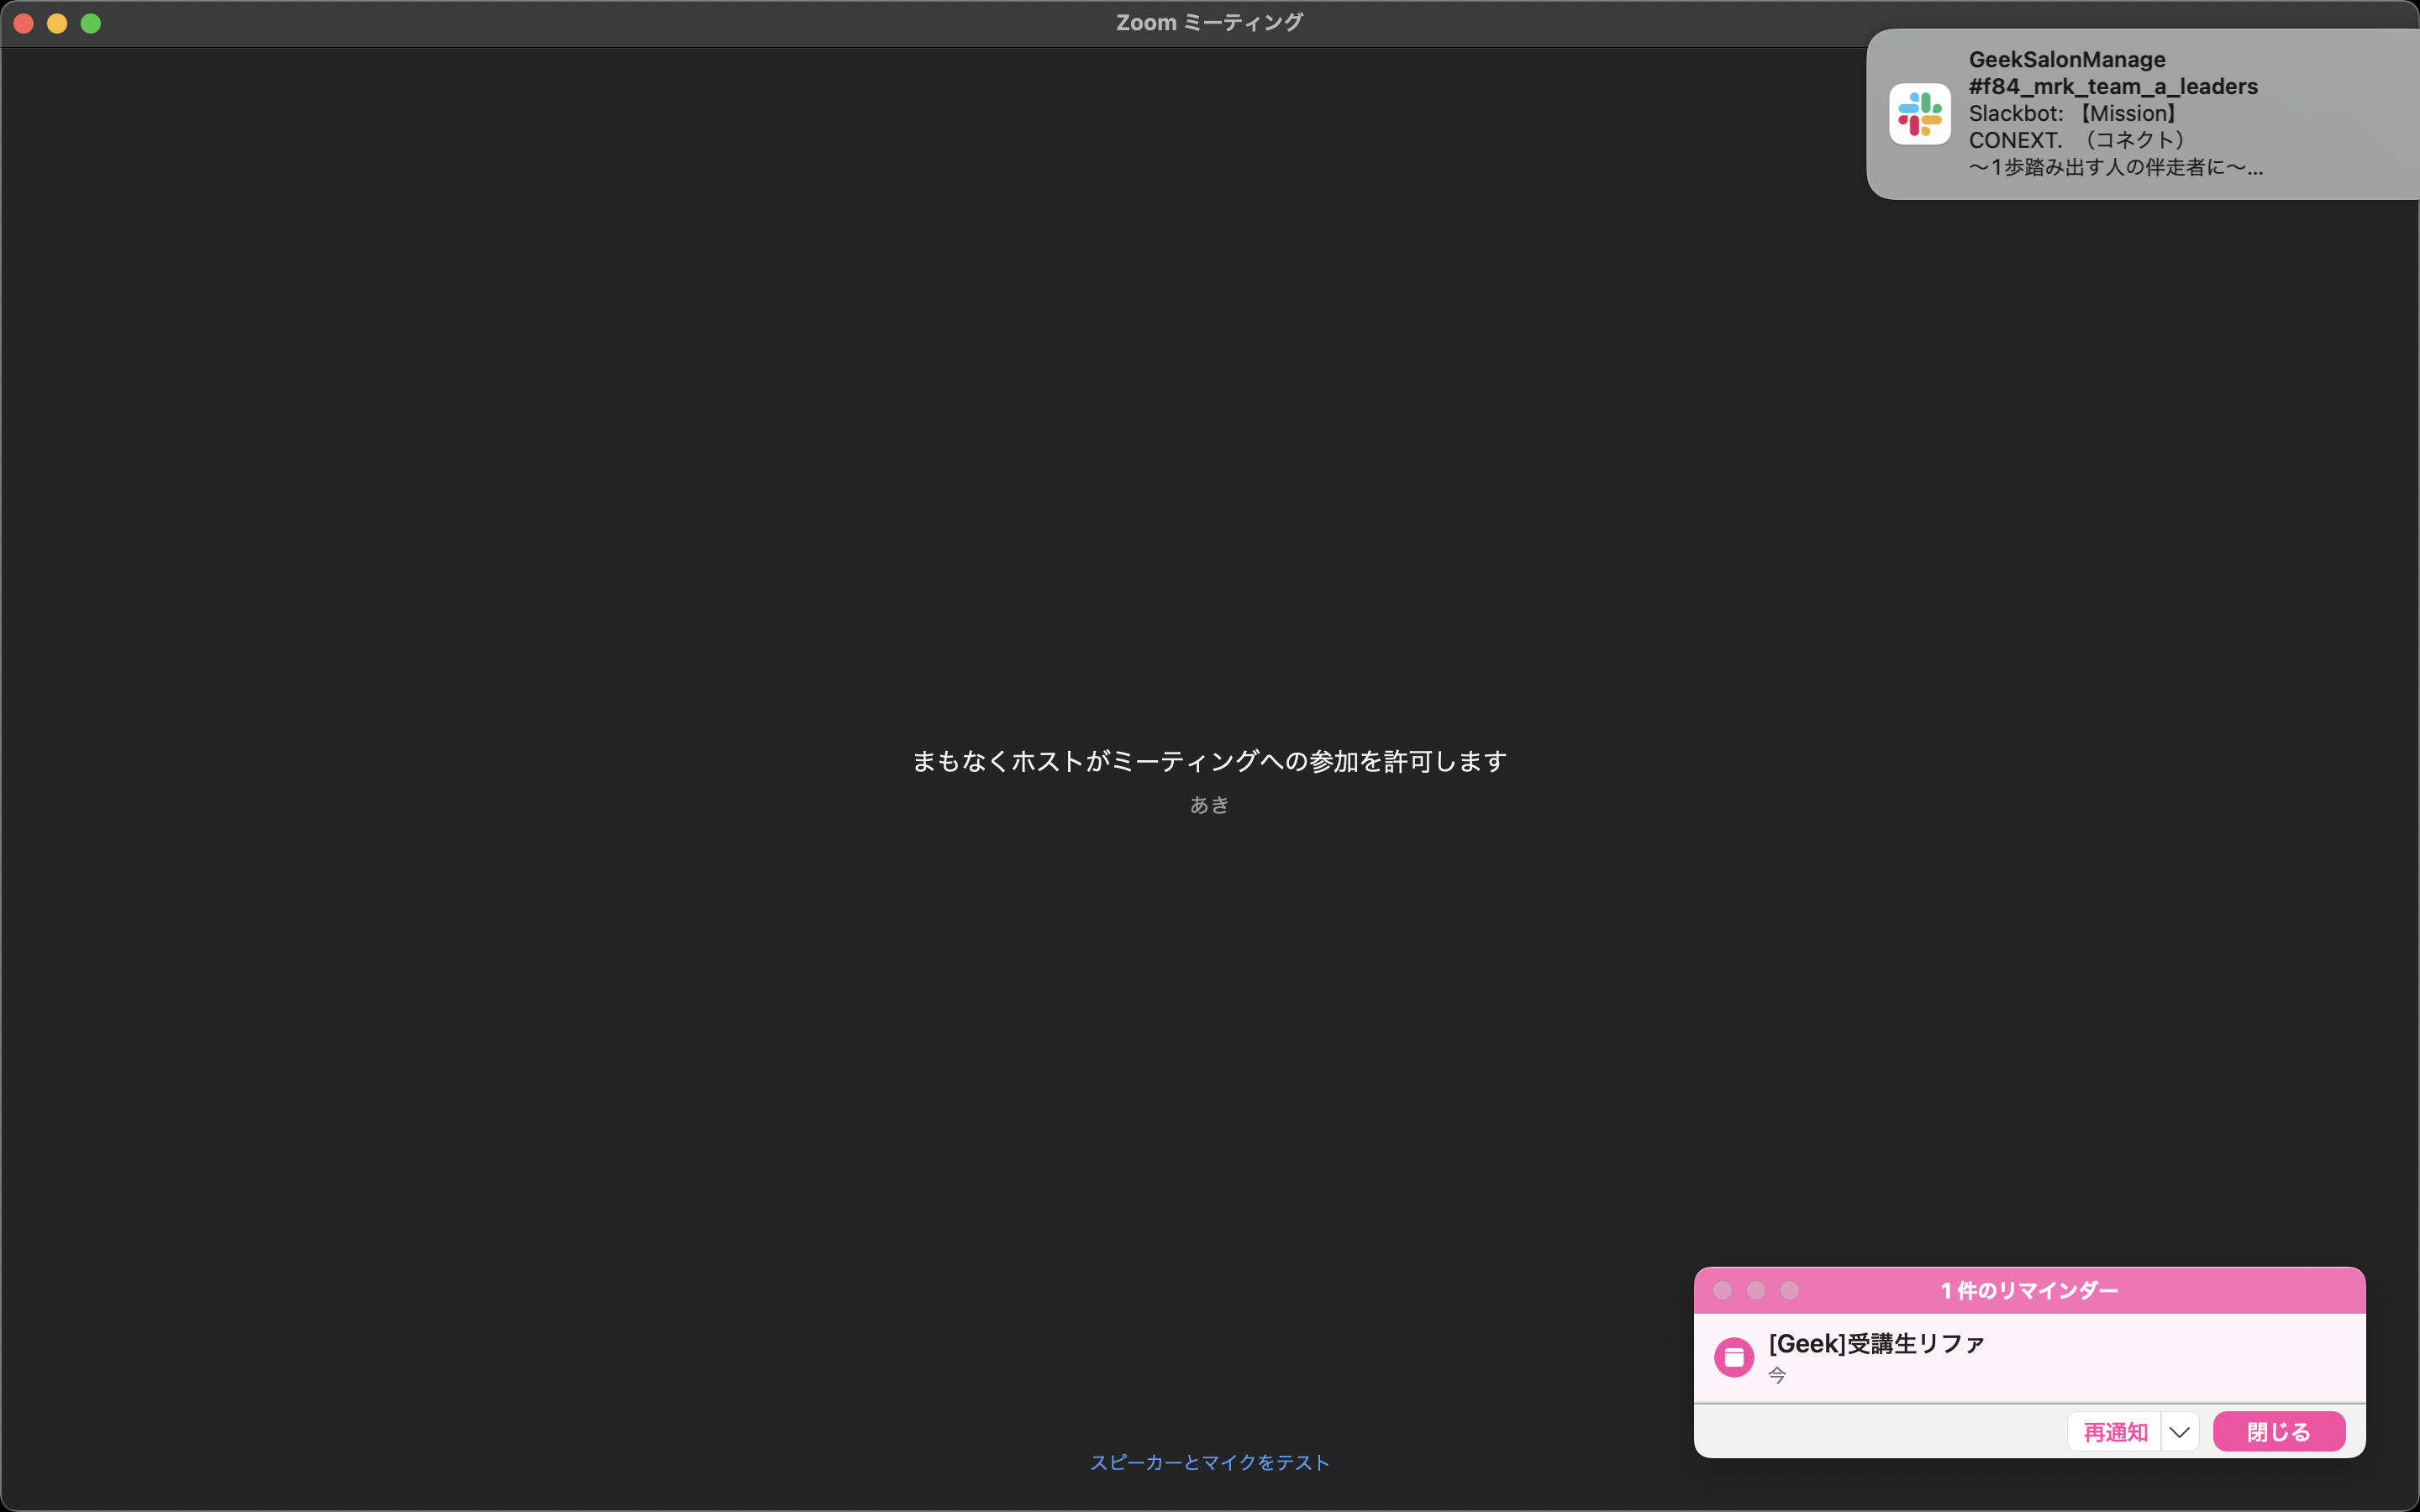 Zoom ミーティング
GeekSalonManage
#f84_mrk_team_a_leaders
Slackbot: 【Mission】
CONEXT. （コネクト）
〜1歩踏み出す人の伴走者に〜...
まもなくホストがミーティングへの参加を許可します
あき
1 件のリマインダー
[Geek]受講生リファ
今
再通知
閉じる
スピーカーとマイクをテスト